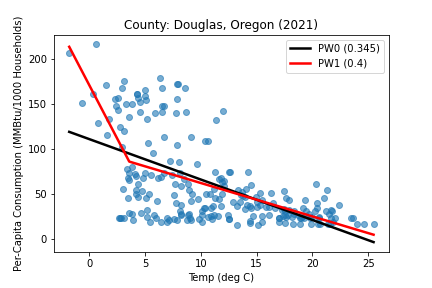 County: Douglas, Oregon (2021)
PW0 (0.345)
PW1 (0.4)
Per-Capita Consumption (MMBtu/1000 Households)
200
150
100
50
0
0 5 10 15 20 25
Temp (deg C)